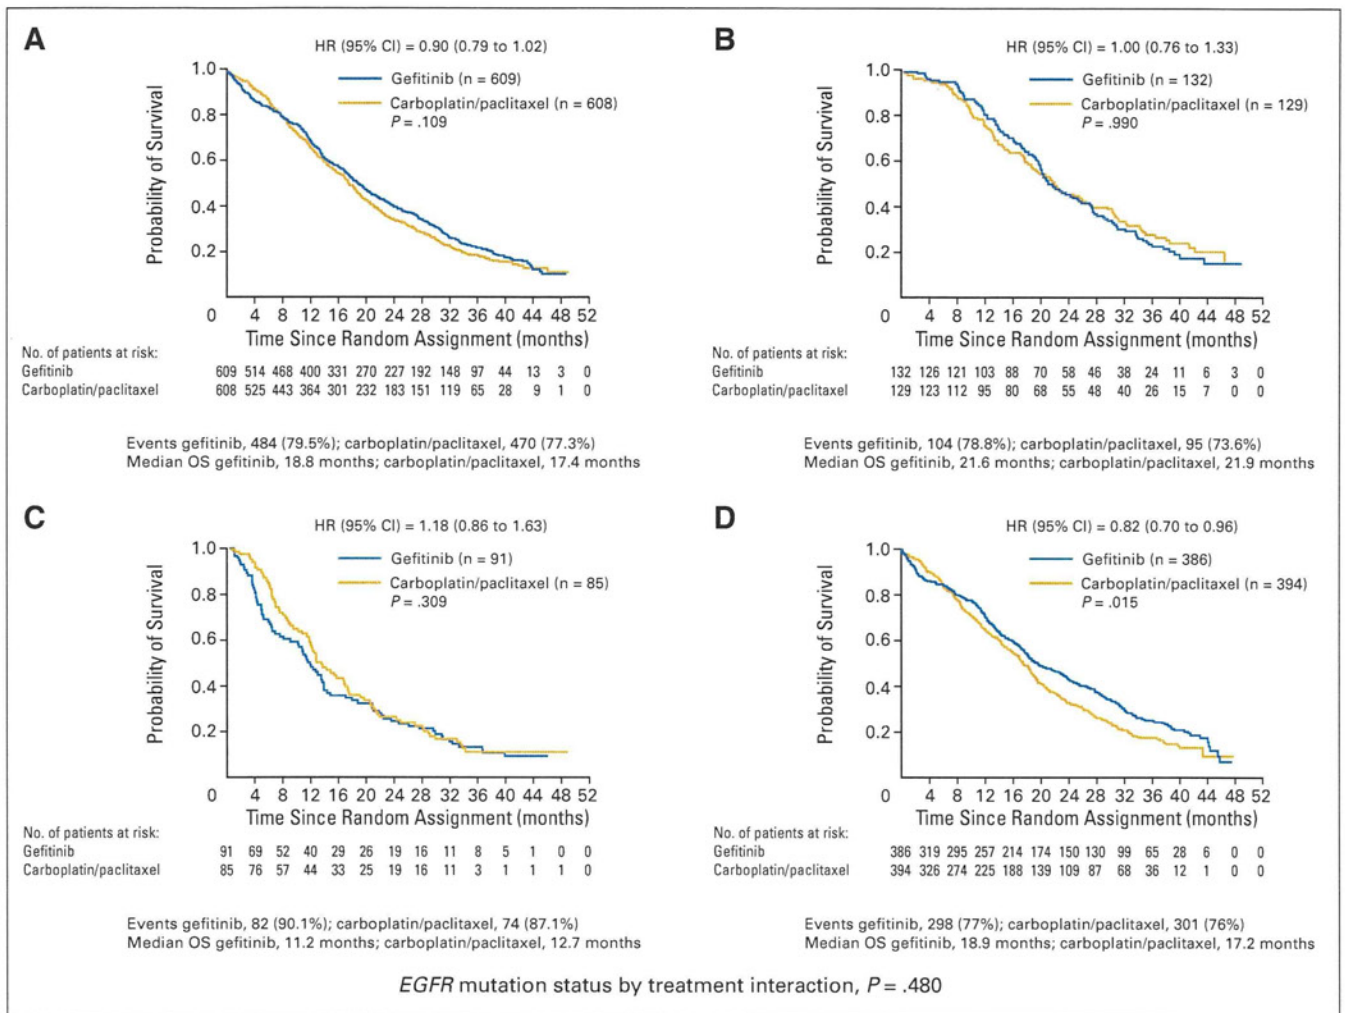 A
HR (95% CI) = 0.90 (0.79 to 1.02)
Gefitinib (n = 609)
Carboplatin/paclitaxel (n = 608)
P = .109
Probability of Survival
1.0
0.8
0.6
0.4
0.2
0 4 8 12 16 20 24 28 32 36 40 44 48 52
Time Since Random Assignment (months)
No. of patients at risk:
Gefitinib 609 514 468 400 331 270 227 192 148 97 44 13 3 0
Carboplatin/paclitaxel 608 525 443 364 301 232 183 151 119 65 28 9 1 0
Events gefitinib, 484 (79.5%); carboplatin/paclitaxel, 470 (77.3%)
Median OS gefitinib, 18.8 months; carboplatin/paclitaxel, 17.4 months
B
HR (95% CI) = 1.00 (0.76 to 1.33)
Gefitinib (n = 132)
Carboplatin/paclitaxel (n = 129)
P = .990
Probability of Survival
1.0
0.8
0.6
0.4
0.2
0 4 8 12 16 20 24 28 32 36 40 44 48 52
Time Since Random Assignment (months)
No. of patients at risk:
Gefitinib 132 126 121 103 88 70 58 46 38 24 11 6 3 0
Carboplatin/paclitaxel 129 123 112 95 80 68 55 48 40 26 15 7 0 0
Events gefitinib, 104 (78.8%); carboplatin/paclitaxel, 95 (73.6%)
Median OS gefitinib, 21.6 months; carboplatin/paclitaxel, 21.9 months
C
HR (95% CI) = 1.18 (0.86 to 1.63)
Gefitinib (n = 91)
Carboplatin/paclitaxel (n = 85)
P = .309
Probability of Survival
1.0
0.8
0.6
0.4
0.2
0 4 8 12 16 20 24 28 32 36 40 44 48 52
Time Since Random Assignment (months)
No. of patients at risk:
Gefitinib 91 69 52 40 29 26 19 16 11 8 5 1 0 0
Carboplatin/paclitaxel 85 76 57 44 33 25 19 16 11 3 1 1 1 0
Events gefitinib, 82 (90.1%); carboplatin/paclitaxel, 74 (87.1%)
Median OS gefitinib, 11.2 months; carboplatin/paclitaxel, 12.7 months
D
HR (95% CI) = 0.82 (0.70 to 0.96)
Gefitinib (n = 386)
Carboplatin/paclitaxel (n = 394)
P = .015
Probability of Survival
1.0
0.8
0.6
0.4
0.2
0 4 8 12 16 20 24 28 32 36 40 44 48 52
Time Since Random Assignment (months)
No. of patients at risk:
Gefitinib 386 319 295 257 214 174 150 130 99 65 28 6 0 0
Carboplatin/paclitaxel 394 326 274 225 188 139 109 87 68 36 12 1 0 0
Events gefitinib, 298 (77%); carboplatin/paclitaxel, 301 (76%)
Median OS gefitinib, 18.9 months; carboplatin/paclitaxel, 17.2 months
EGFR mutation status by treatment interaction, P = .480